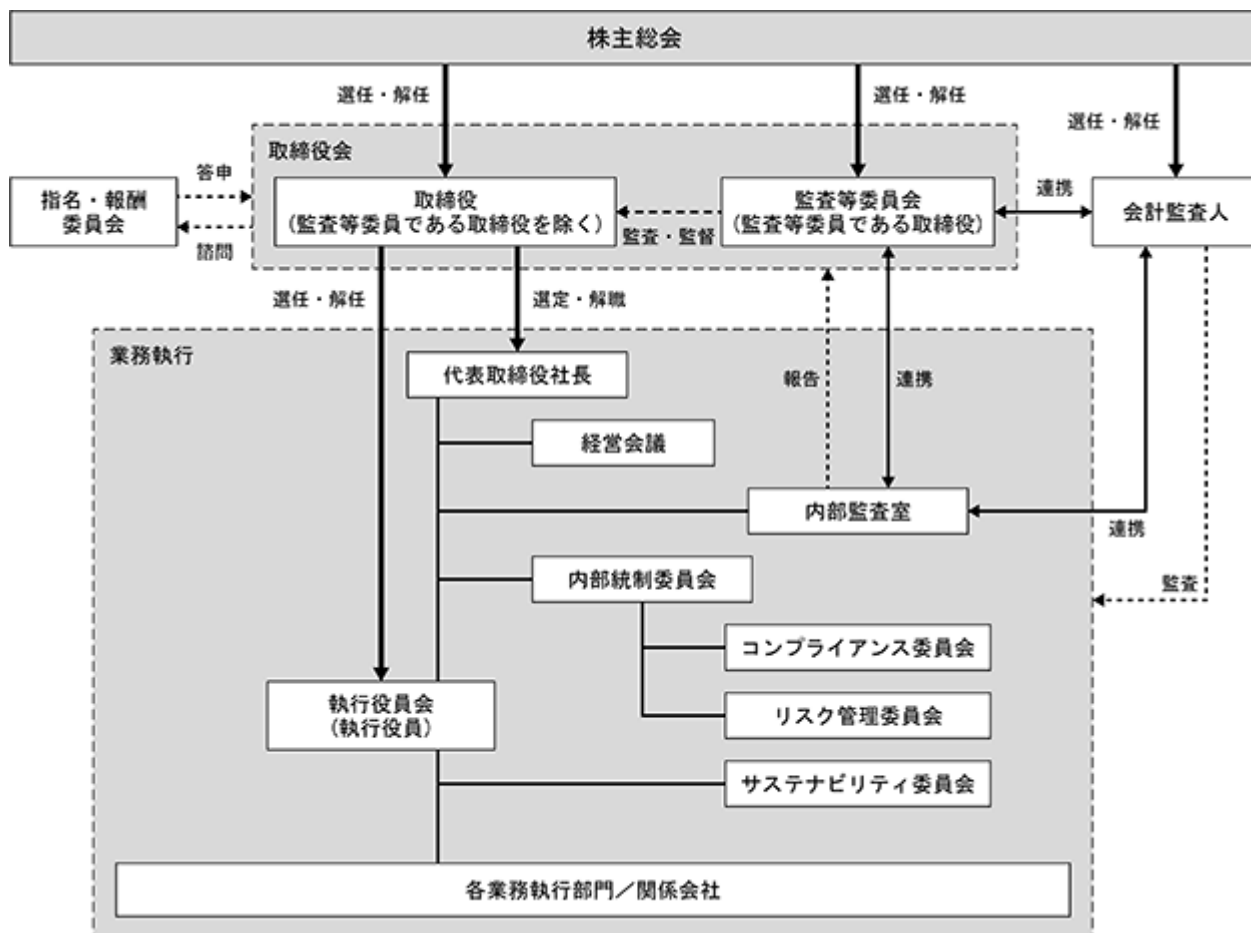 株主総会
選任・解任
選任・解任
選任・解任
取締役会
答申
指名・報酬
委員会
諮問
取締役
(監査等委員である取締役を除く)
監査・監督
監査等委員会
(監査等委員である取締役)
連携
会計監査人
選任・解任
選定・解職
業務執行
代表取締役社長
報告
連携
経営会議
内部監査室
連携
内部統制委員会
監査
コンプライアンス委員会
執行役員会
(執行役員)
リスク管理委員会
サステナビリティ委員会
各業務執行部門/関係会社